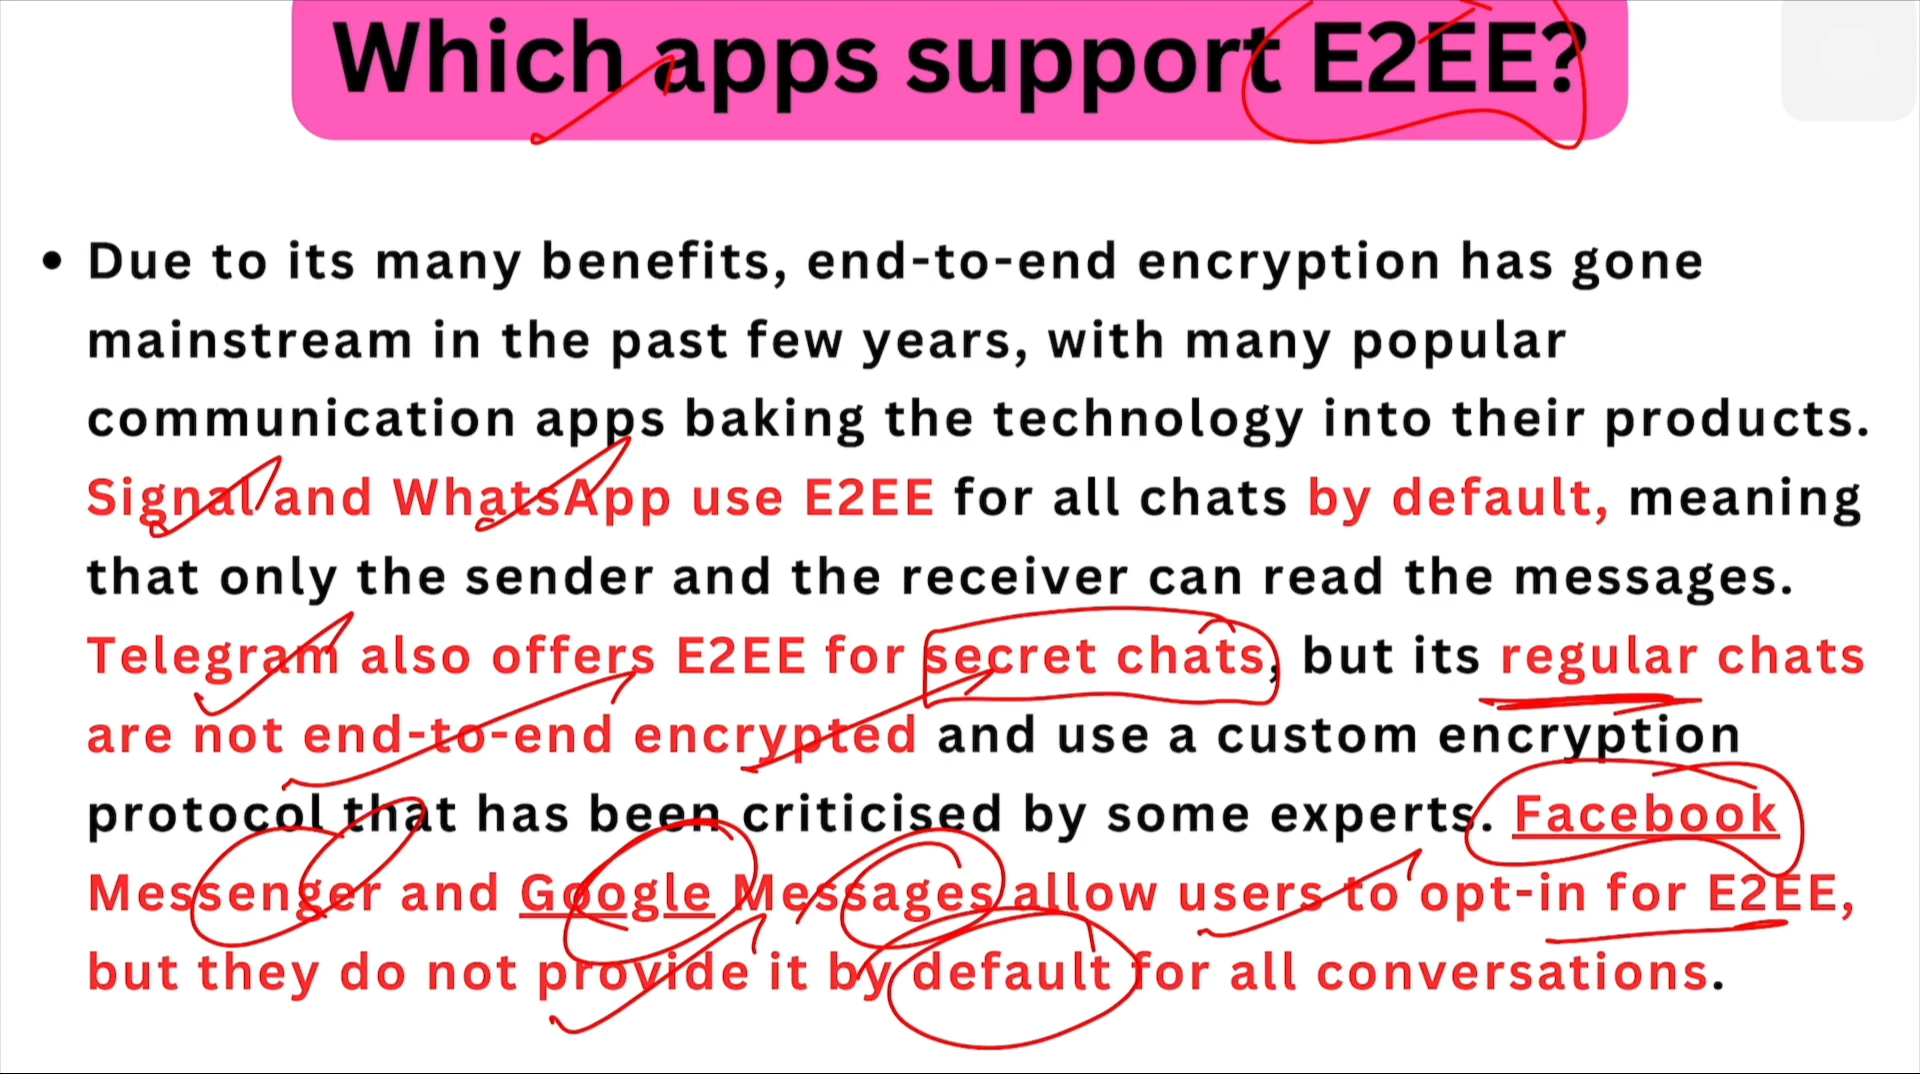 Which apps support E2EE?
• Due to its many benefits, end-to-end encryption has gone
mainstream in the past few years, with many popular
communication apps baking the technology into their products.
Signal and WhatsApp use E2EE for all chats by default, meaning
that only the sender and the receiver can read the messages.
Telegram also offers E2EE for secret chats, but its regular chats
are not end-to-end encrypted and use a custom encryption
protocol that has been criticised by some experts. Facebook
Messenger and Google Messages allow users to opt-in for E2EE,
but they do not provide it by default for all conversations.